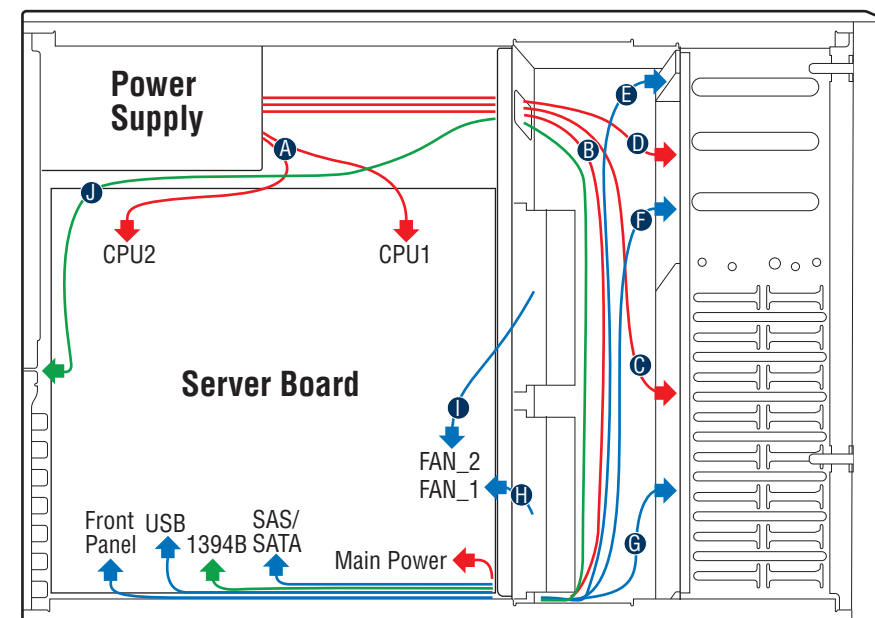 Power
Supply
E
D
A
B
J
F
CPU2
CPU1
C
Server Board
I
FAN_2
FAN_1
H
Front
Panel
USB
1394B
SAS/
SATA
Main Power
G